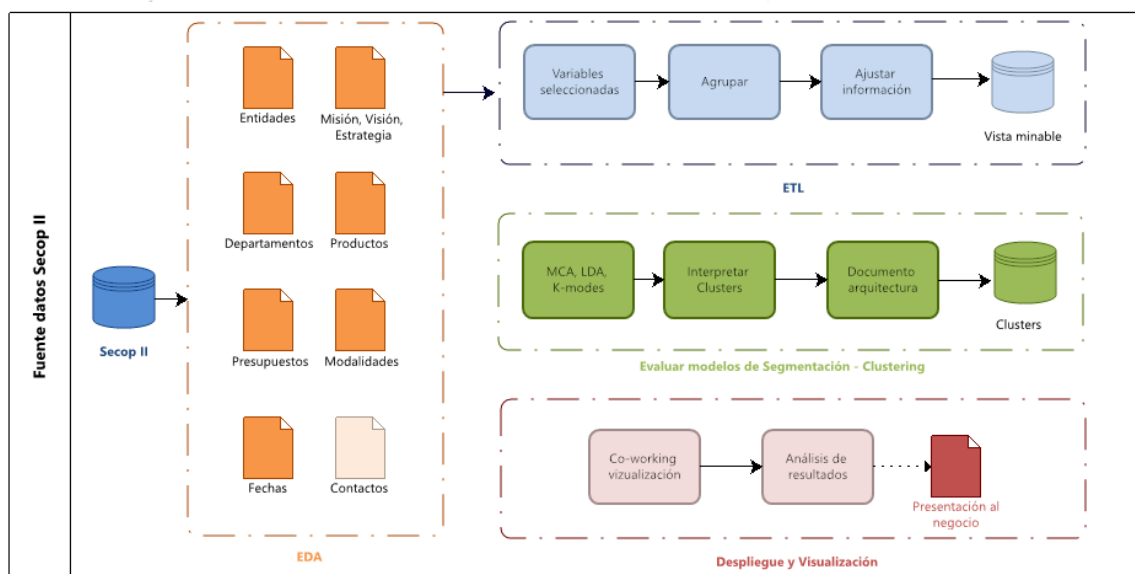 Fuente datos Secop II
Secop II
Entidades
Misión, Visión,
Estrategia
Departamentos
Productos
Presupuestos
Modalidades
Fechas
Contactos
EDA
Variables
seleccionadas
Agrupar
Ajustar
información
Vista minable
ETL
MCA, LDA,
K-modes
Interpretar
Clusters
Documento
arquitectura
Clusters
Evaluar modelos de Segmentación - Clustering
Co-working
vizualización
Análisis de
resultados
Presentación al
negocio
Despliegue y Visualización